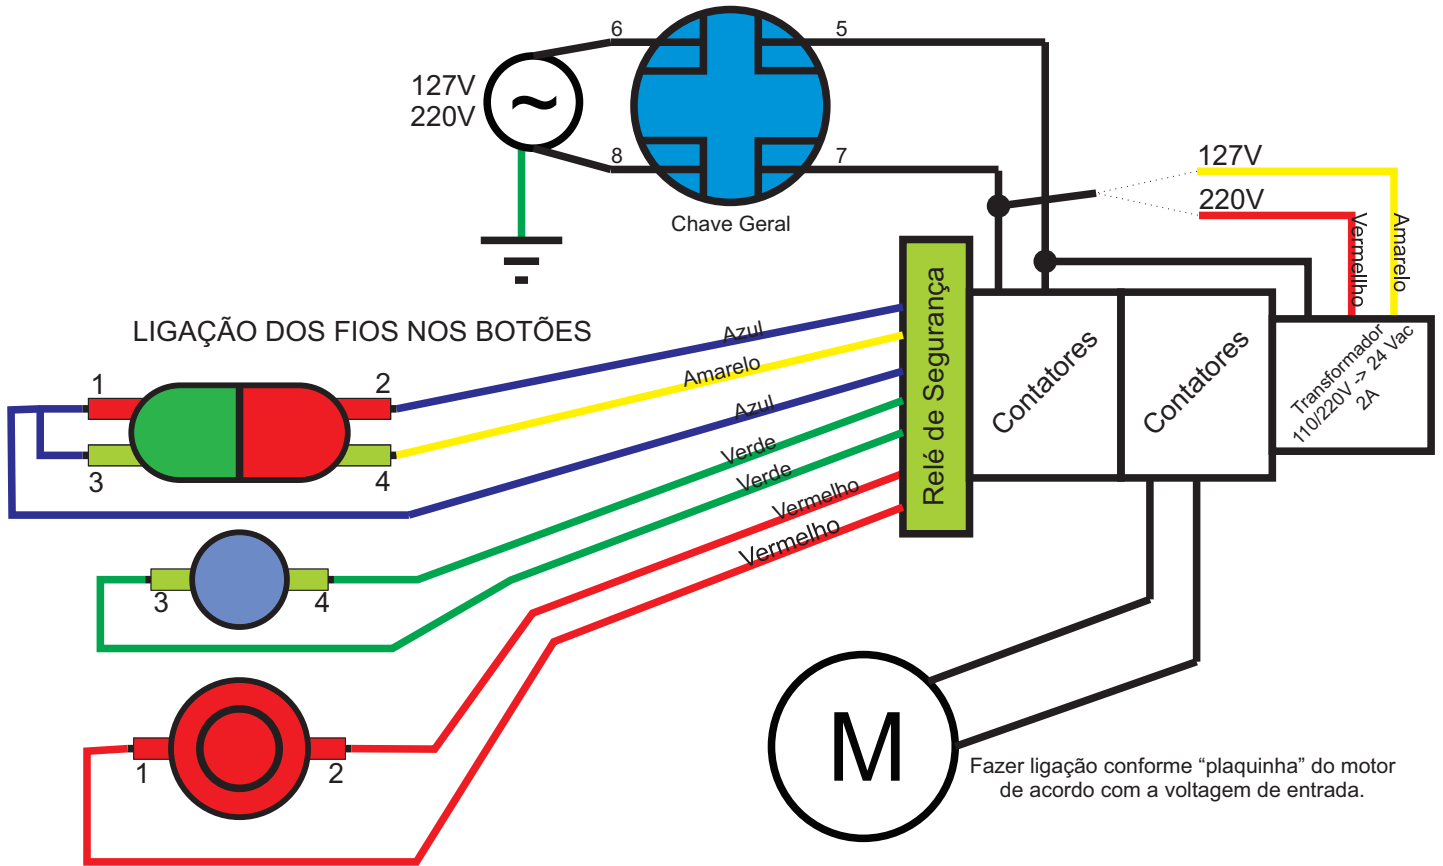 6
5
127V
220V
~
8
7
Chave Geral
127V
220V
Vermellho
Amarelo
LIGAÇÃO DOS FIOS NOS BOTÕES
1
2
3
4
Azul
Amarelo
Azul
Verde
Verde
Vermelho
Vermelho
Relé de Segurança
Contatores
Contatores
Transformador
110/220V -> 24 Vac
2A
3
4
1
2
M
Fazer ligação conforme “plaquinha” do motor
de acordo com a voltagem de entrada.